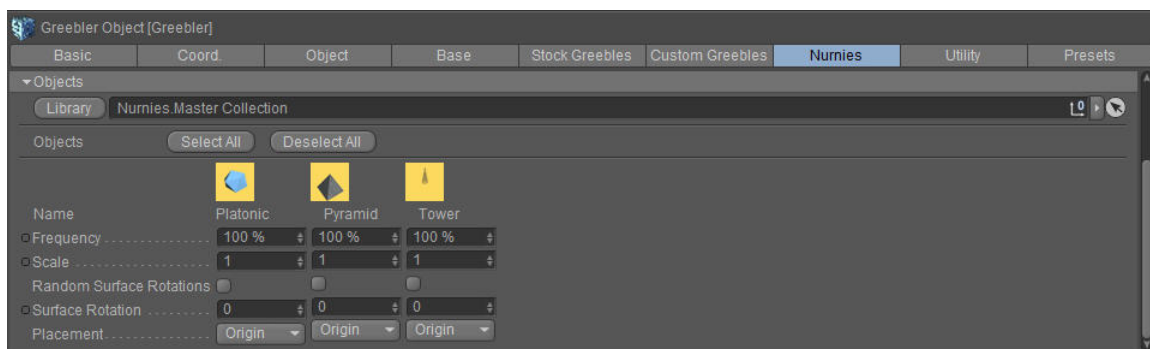 Greebler Object [Greebler]
Basic Coord. Object Base Stock Greebles Custom Greebles Nurnies Utility Presets
Objects
Library Nurnies.Master Collection
Objects Select All Deselect All
Name Platonic Pyramid Tower
Frequency 100 % 100 % 100 %
Scale 1 1 1
Random Surface Rotations
Surface Rotation 0 0 0
Placement Origin Origin Origin